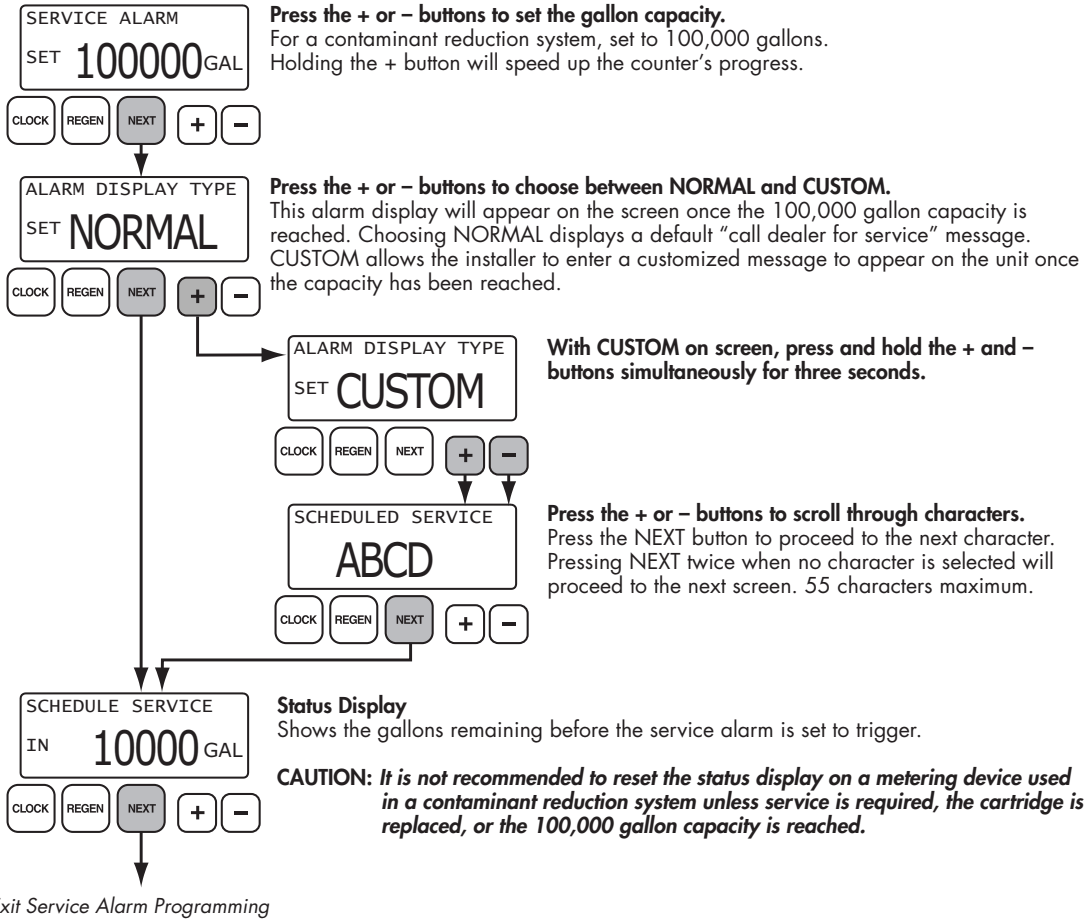 SERVICE ALARM
SET 100000 GAL
CLOCK REGEN NEXT + –
Press the + or – buttons to set the gallon capacity.
For a contaminant reduction system, set to 100,000 gallons.
Holding the + button will speed up the counter's progress.
ALARM DISPLAY TYPE
SET NORMAL
CLOCK REGEN NEXT + –
Press the + or – buttons to choose between NORMAL and CUSTOM.
This alarm display will appear on the screen once the 100,000 gallon capacity is
reached. Choosing NORMAL displays a default “call dealer for service” message.
CUSTOM allows the installer to enter a customized message to appear on the unit once
the capacity has been reached.
ALARM DISPLAY TYPE
SET CUSTOM
CLOCK REGEN NEXT + –
With CUSTOM on screen, press and hold the + and –
buttons simultaneously for three seconds.
SCHEDULED SERVICE
ABCD
CLOCK REGEN NEXT + –
Press the + or – buttons to scroll through characters.
Press the NEXT button to proceed to the next character.
Pressing NEXT twice when no character is selected will
proceed to the next screen. 55 characters maximum.
SCHEDULE SERVICE
IN 10000 GAL
CLOCK REGEN NEXT + –
Status Display
Shows the gallons remaining before the service alarm is set to trigger.
CAUTION: It is not recommended to reset the status display on a metering device used
in a contaminant reduction system unless service is required, the cartridge is
replaced, or the 100,000 gallon capacity is reached.
xit Service Alarm Programming